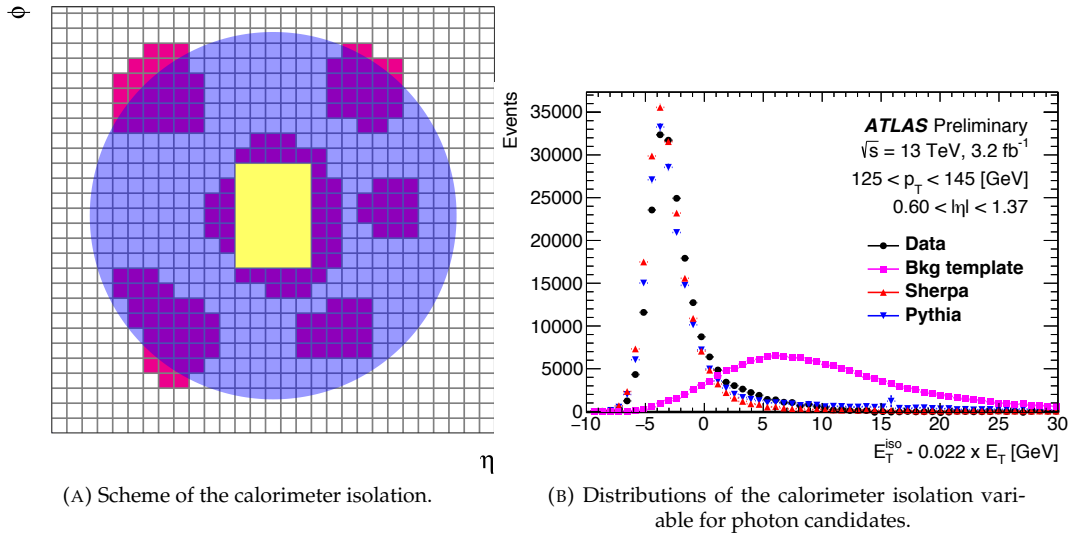 ϕ
η
(A) Scheme of the calorimeter isolation.
Events
35000
30000
25000
20000
15000
10000
5000
0
−10 −5 0 5 10 15 20 25 30
E_T^iso - 0.022 x E_T [GeV]
ATLAS Preliminary
√s = 13 TeV, 3.2 fb⁻¹
125 < p_T < 145 [GeV]
0.60 < |η| < 1.37
Data
Bkg template
Sherpa
Pythia
(B) Distributions of the calorimeter isolation vari-
able for photon candidates.